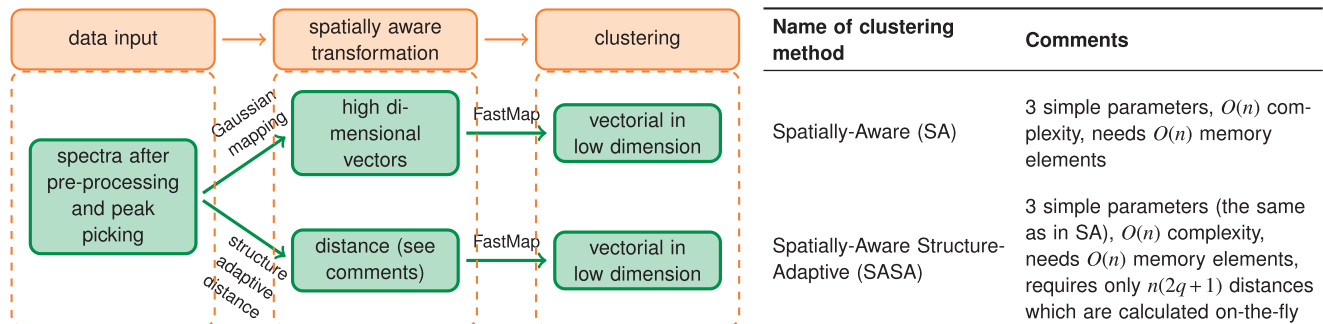 data input
spatially aware
transformation
clustering
Gaussian
mapping
high di-
mensional
vectors
FastMap
vectorial in
low dimension
spectra after
pre-processing
and peak
picking
structure
adaptive
distance
distance (see
comments)
FastMap
vectorial in
low dimension
Name of clustering
method
Comments
Spatially-Aware (SA)
3 simple parameters, O(n) com-
plexity, needs O(n) memory
elements
Spatially-Aware Structure-
Adaptive (SASA)
3 simple parameters (the same
as in SA), O(n) complexity,
needs O(n) memory elements,
requires only n(2q + 1) distances
which are calculated on-the-fly